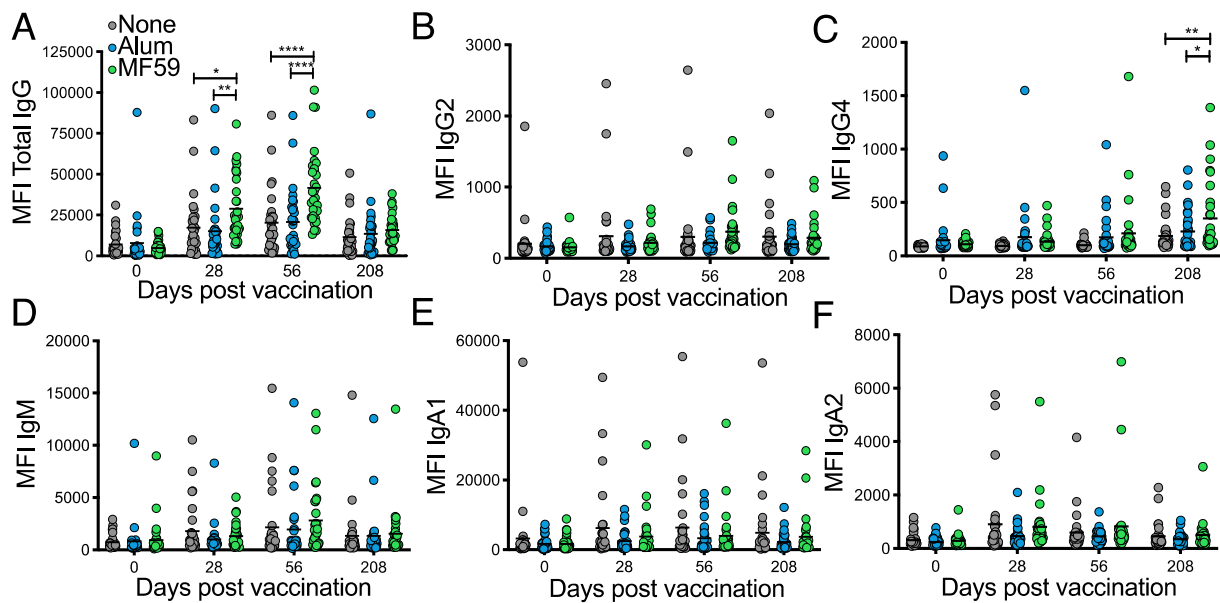 A
None
Alum
MF59
MFI Total IgG
125000
100000
75000
50000
25000
0
* ** **** ****
0 28 56 208
Days post vaccination
B
MFI IgG2
3000
2000
1000
0
0 28 56 208
Days post vaccination
C
MFI IgG4
2000
1500
1000
500
0
** *
0 28 56 208
Days post vaccination
D
MFI IgM
20000
15000
10000
5000
0
0 28 56 208
Days post vaccination
E
MFI IgA1
60000
40000
20000
0
0 28 56 208
Days post vaccination
F
MFI IgA2
8000
6000
4000
2000
0
0 28 56 208
Days post vaccination